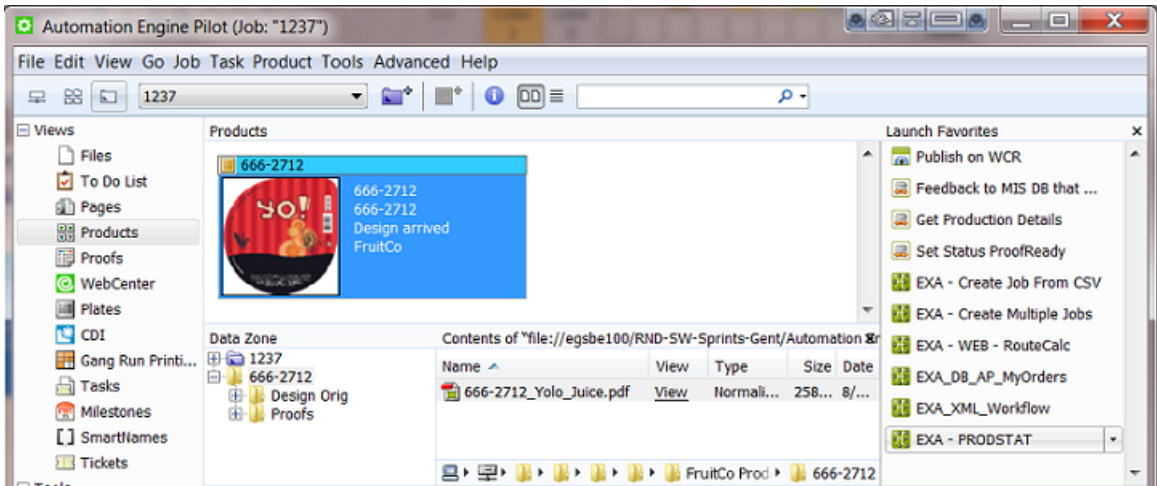 Automation Engine Pilot (Job: "1237")
File Edit View Go Job Task Product Tools Advanced Help
1237
Views
Files
To Do List
Pages
Products
Proofs
WebCenter
Plates
CDI
Gang Run Printi...
Tasks
Milestones
SmartNames
Tickets
Products
666-2712
YO!
666-2712
666-2712
Design arrived
FruitCo
Data Zone
1237
666-2712
Design Orig
Proofs
Contents of "file://egsbe100/RND-SW-Sprints-Gent/Automation
Name View Type Size Date
666-2712_Yolo_Juice.pdf View Normali... 258... 8/...
FruitCo Prod 666-2712
Launch Favorites
Publish on WCR
Feedback to MIS DB that ...
Get Production Details
Set Status ProofReady
EXA - Create Job From CSV
EXA - Create Multiple Jobs
EXA - WEB - RouteCalc
EXA_DB_AP_MyOrders
EXA_XML_Workflow
EXA - PRODSTAT